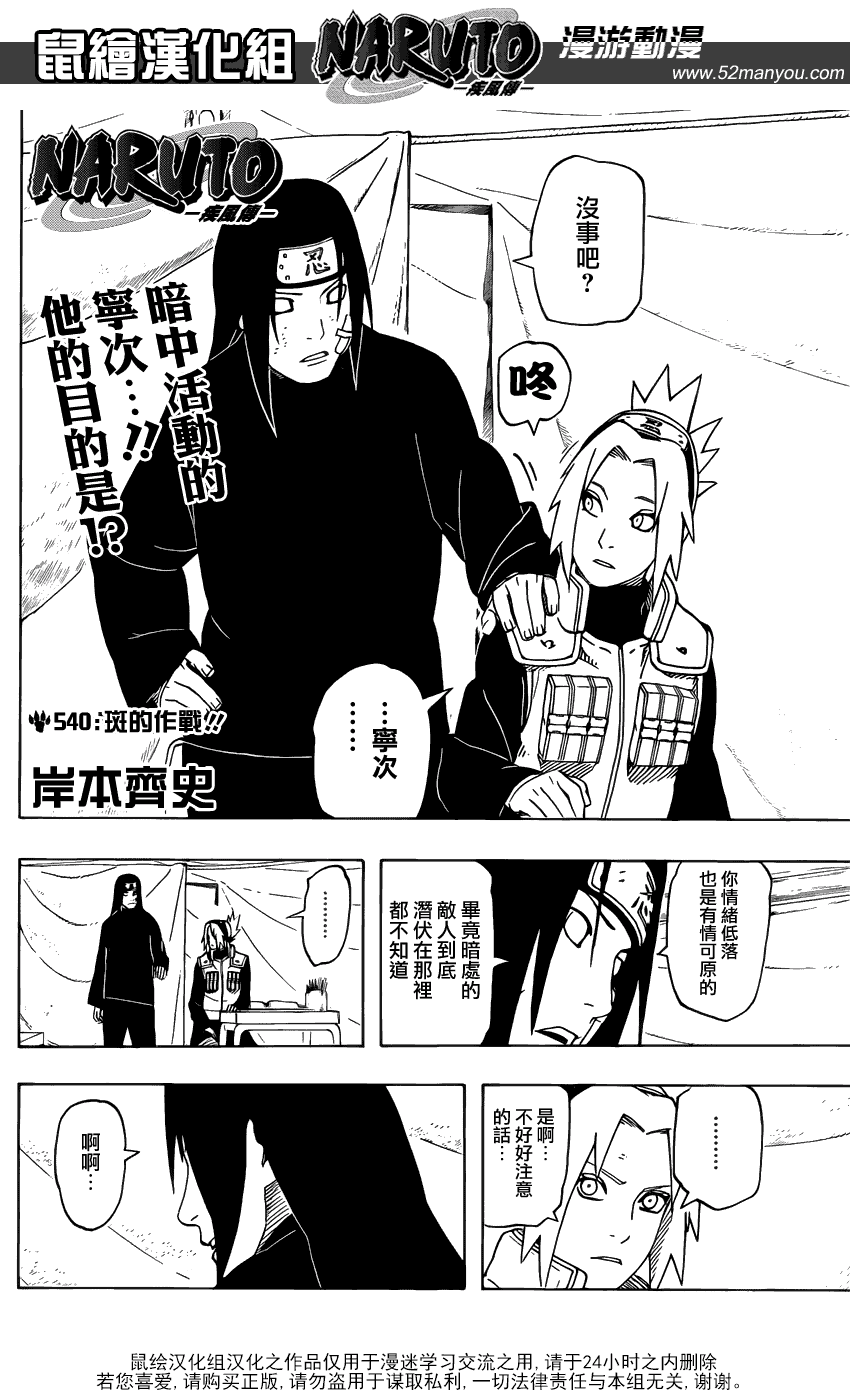 鼠繪漢化組
NARUTO
—疾風傳—
漫游動漫
www.52manyou.com
NARUTO
—疾風傳—
沒事吧？
咚
忍
暗中活動的
寧次…!!
他的目的是!?
…寧次
……
540：斑的作戰!!
岸本齊史
你情緒低落
也是有情可原的
畢竟暗處的
敵人到底
潛伏在那裡
都不知道
………
………
是啊…
不好好注意
的話…
啊啊…
鼠绘汉化组汉化之作品仅用于漫迷学习交流之用,请于24小时之内删除
若您喜爱,请购买正版,请勿盗用于谋取私利,一切法律责任与本组无关,谢谢。